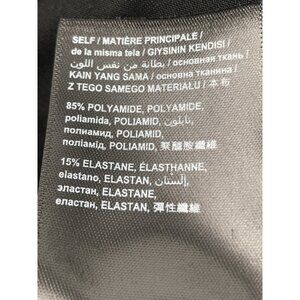 SELF / MATIÈRE PRINCIPALE /
de la misma tela / GIYSININ KENDISI /
بطانة من نفس اللون /
KAIN YANG SAMA / основная ткань /
основна тканина /
Z TEGO SAMEGO MATERIAŁU / 本布
85% POLYAMIDE, POLYAMIDE,
poliamida, POLIAMID, نايلون,
полиамид, POLIAMID,
поліамід, POLIAMID, 聚醯胺纖維
15% ELASTANE, ÉLASTHANNE,
elastano, ELASTAN, إلستان,
эластан, ELASTANE,
еластан, ELASTAN, 彈性纖維